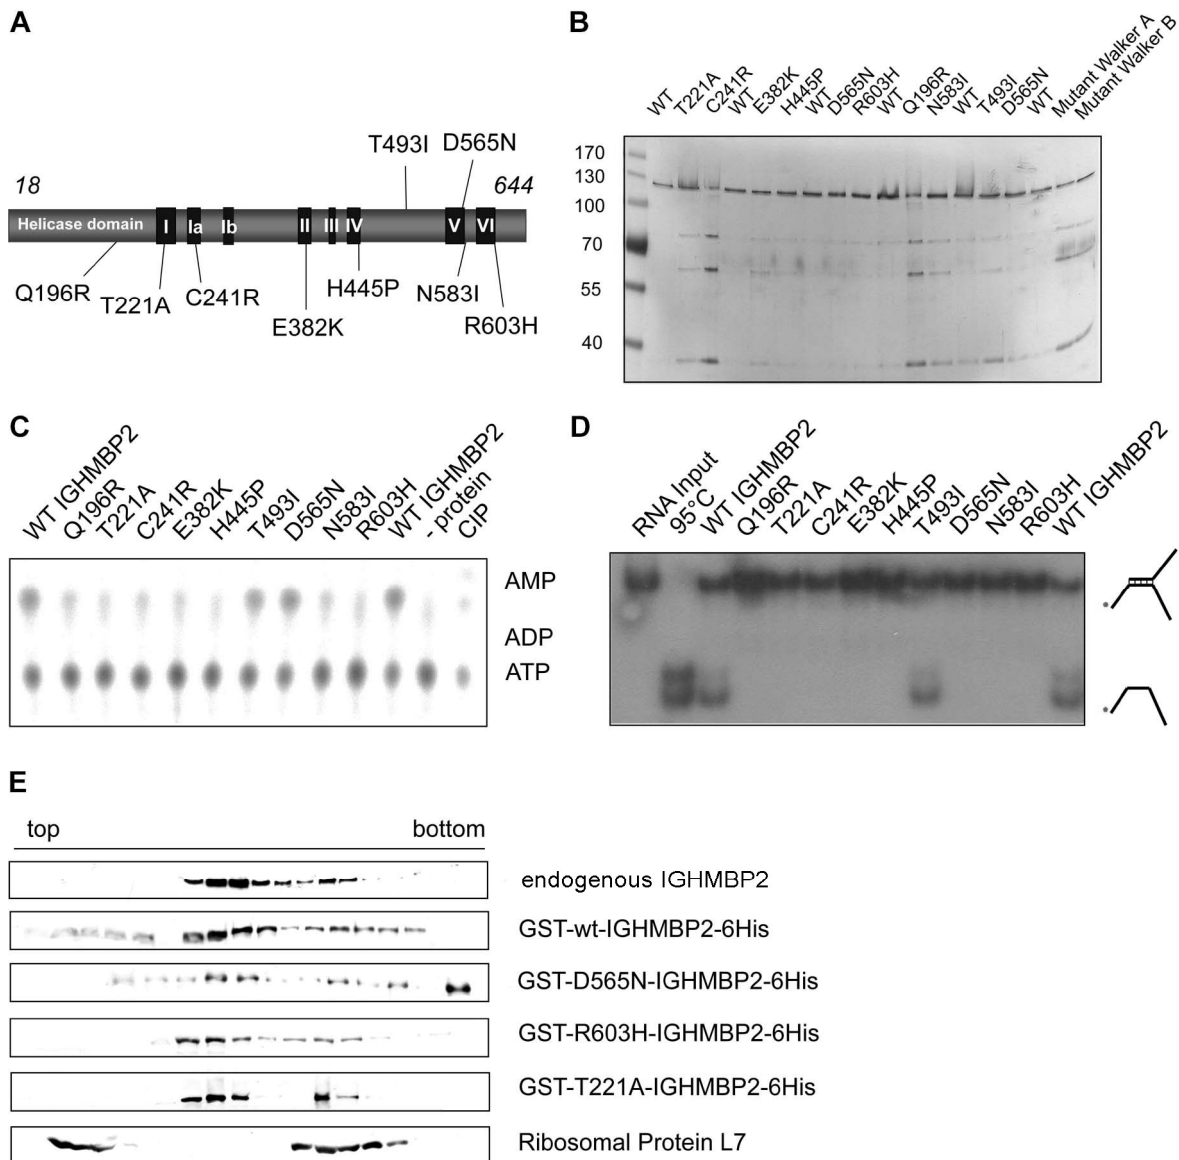 A
T493I D565N
18 644
Helicase domain I Ia Ib II III IV V VI
Q196R T221A C241R E382K H445P N583I R603H
B
WT T221A C241R WT E382K H445P WT D565N R603H WT Q196R N583I WT T493I D565N WT Mutant Walker A Mutant Walker B
170
130
100
70
55
40
C
WT IGHMBP2 Q196R T221A C241R E382K H445P T493I D565N N583I R603H WT IGHMBP2 - protein CIP
AMP
ADP
ATP
D
RNA Input 95°C WT IGHMBP2 Q196R T221A C241R E382K H445P T493I D565N N583I R603H WT IGHMBP2
E
top bottom
endogenous IGHMBP2
GST-wt-IGHMBP2-6His
GST-D565N-IGHMBP2-6His
GST-R603H-IGHMBP2-6His
GST-T221A-IGHMBP2-6His
Ribosomal Protein L7